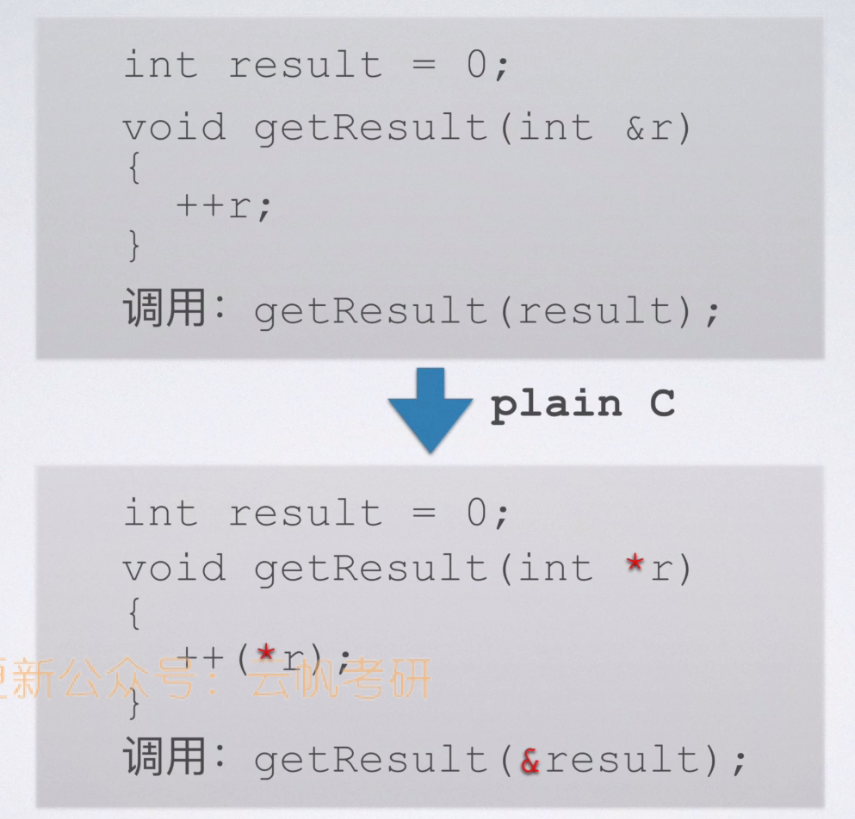 int result = 0;
void getResult(int &r)
{
++r;
}
调用：getResult(result);
plain C
int result = 0;
void getResult(int *r)
{
++(*r);
更新公众号：云帆考研
}
调用：getResult(&result);